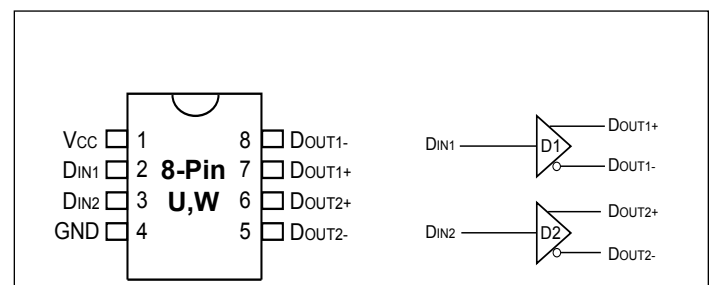 Vcc 1 8 DOUT1-
DIN1 2 8-Pin 7 DOUT1+
DIN2 3 U,W 6 DOUT2+
GND 4 5 DOUT2-
DOUT1+
DIN1 D1
DOUT1-
DOUT2+
DIN2 D2
DOUT2-